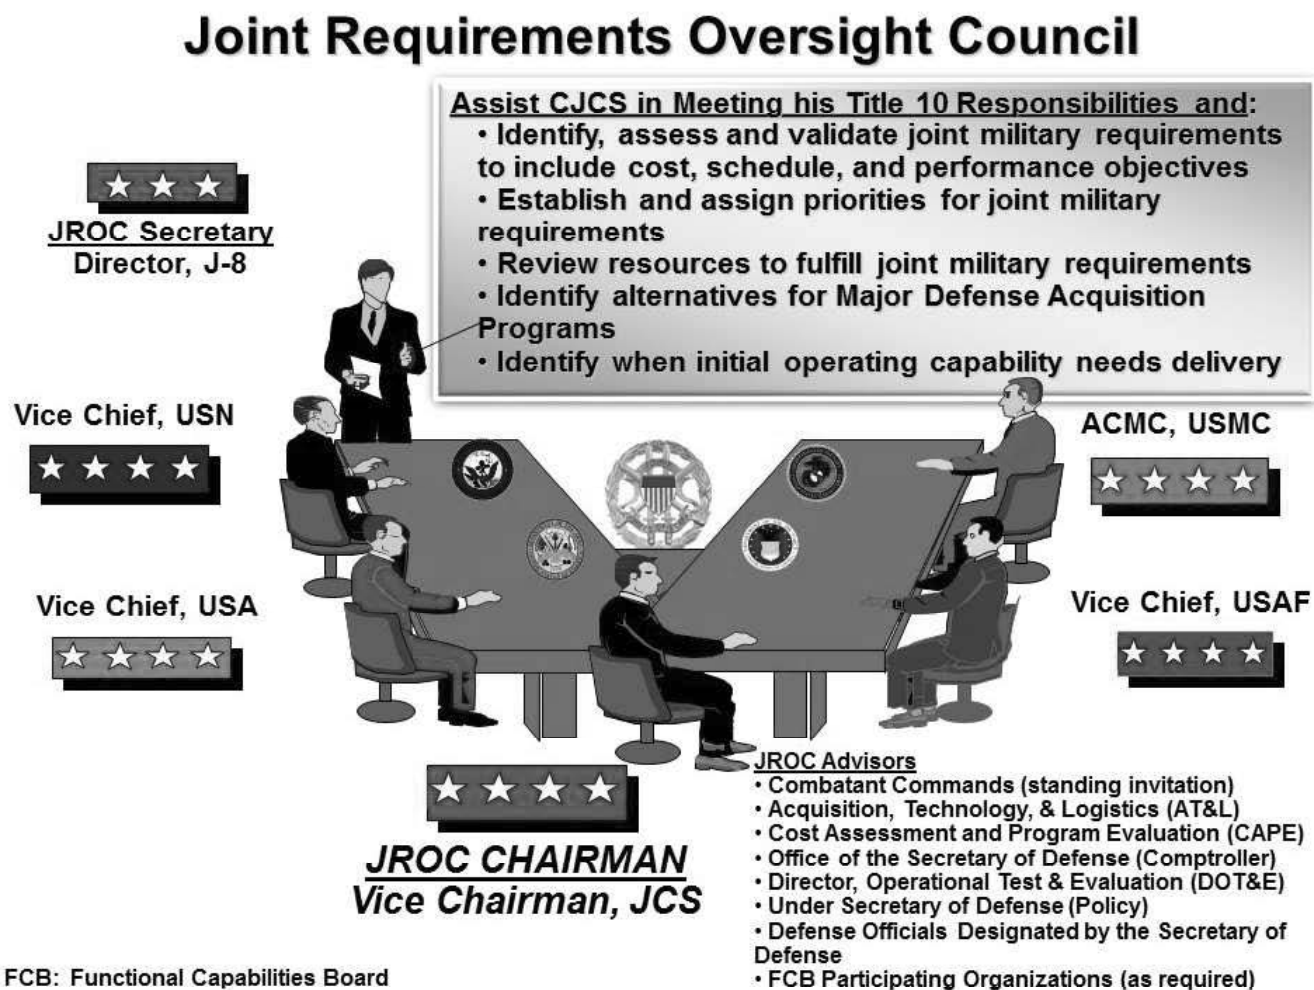 Joint Requirements Oversight Council
Assist CJCS in Meeting his Title 10 Responsibilities and:
• Identify, assess and validate joint military requirements
to include cost, schedule, and performance objectives
• Establish and assign priorities for joint military
requirements
• Review resources to fulfill joint military requirements
• Identify alternatives for Major Defense Acquisition
Programs
• Identify when initial operating capability needs delivery
JROC Secretary
Director, J-8
Vice Chief, USN
ACMC, USMC
Vice Chief, USA
Vice Chief, USAF
JROC CHAIRMAN
Vice Chairman, JCS
JROC Advisors
• Combatant Commands (standing invitation)
• Acquisition, Technology, & Logistics (AT&L)
• Cost Assessment and Program Evaluation (CAPE)
• Office of the Secretary of Defense (Comptroller)
• Director, Operational Test & Evaluation (DOT&E)
• Under Secretary of Defense (Policy)
• Defense Officials Designated by the Secretary of
Defense
• FCB Participating Organizations (as required)
FCB: Functional Capabilities Board